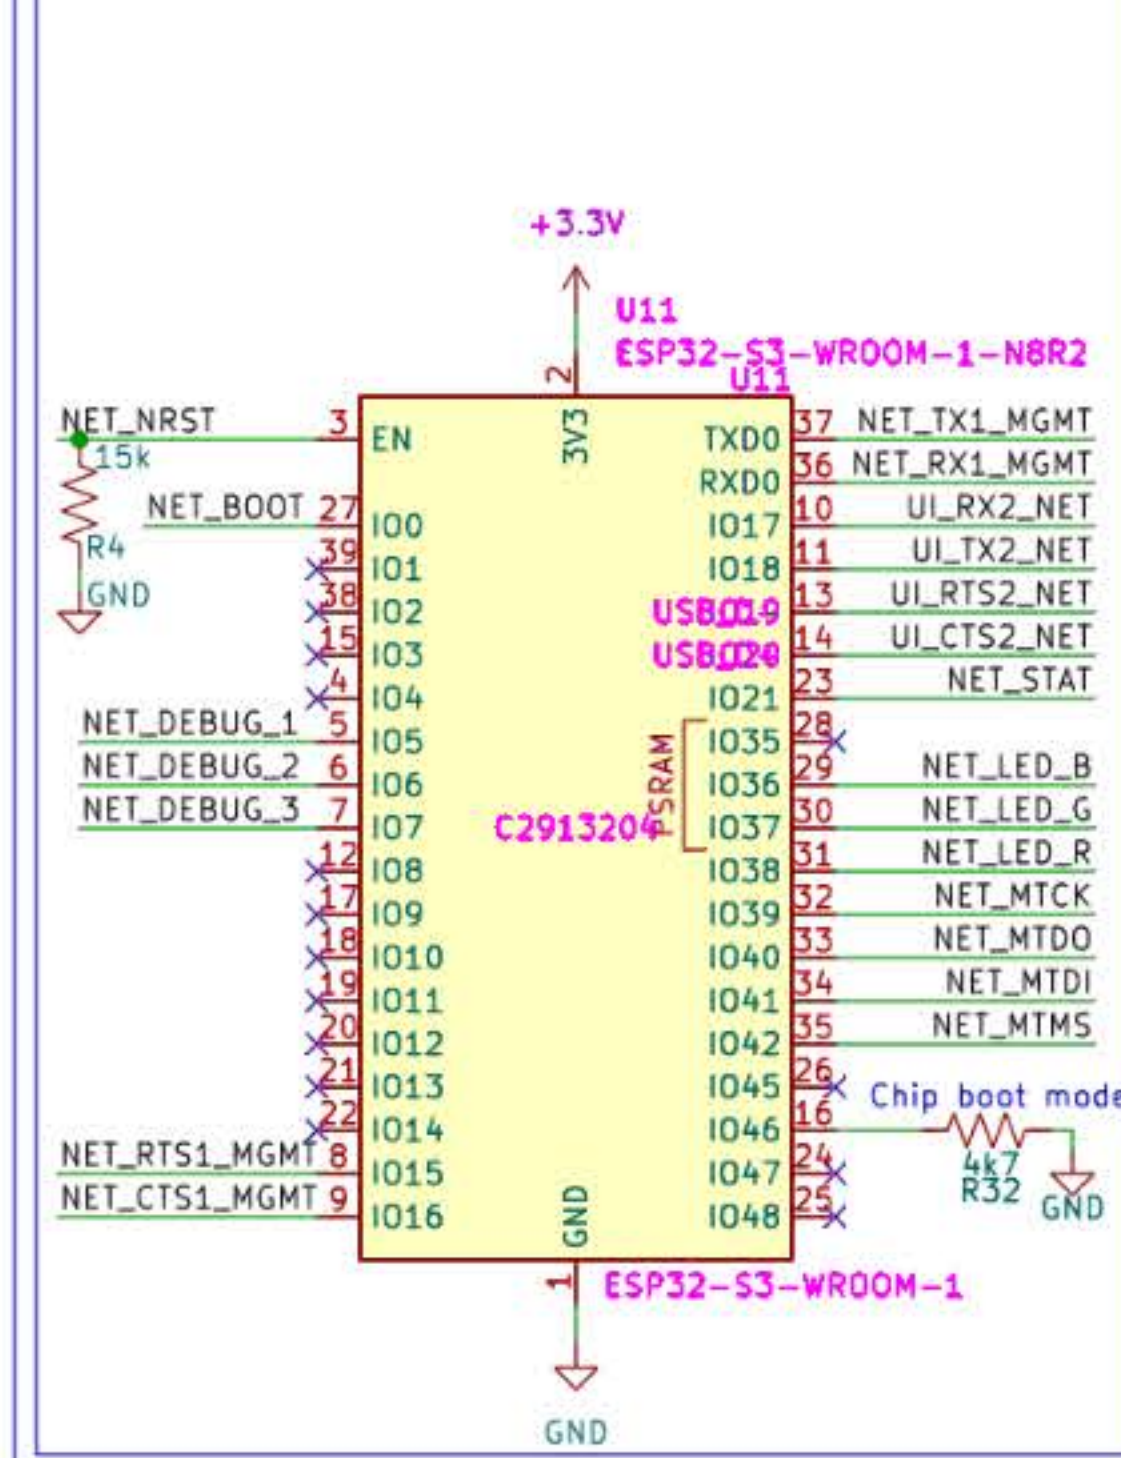 +3.3V
U11
ESP32-S3-WROOM-1-N8R2
U11
2
3V3
NET_NRST 3 EN
15k
R4
GND
NET_BOOT 27 IO0
39 IO1
38 IO2
15 IO3
4 IO4
NET_DEBUG_1 5 IO5
NET_DEBUG_2 6 IO6
NET_DEBUG_3 7 IO7
12 IO8
17 IO9
18 IO10
19 IO11
20 IO12
21 IO13
22 IO14
NET_RTS1_MGMT 8 IO15
NET_CTS1_MGMT 9 IO16
C2913204
PSRAM
TXD0 37 NET_TX1_MGMT
RXD0 36 NET_RX1_MGMT
IO17 10 UI_RX2_NET
IO18 11 UI_TX2_NET
13 UI_RTS2_NET
14 UI_CTS2_NET
IO21 23 NET_STAT
IO35 28
IO36 29 NET_LED_B
IO37 30 NET_LED_G
IO38 31 NET_LED_R
IO39 32 NET_MTCK
IO40 33 NET_MTDO
IO41 34 NET_MTDI
IO42 35 NET_MTMS
IO45 26
Chip boot mode
IO46 16
4k7
R32
GND
IO47 24
IO48 25
GND
1
ESP32-S3-WROOM-1
GND